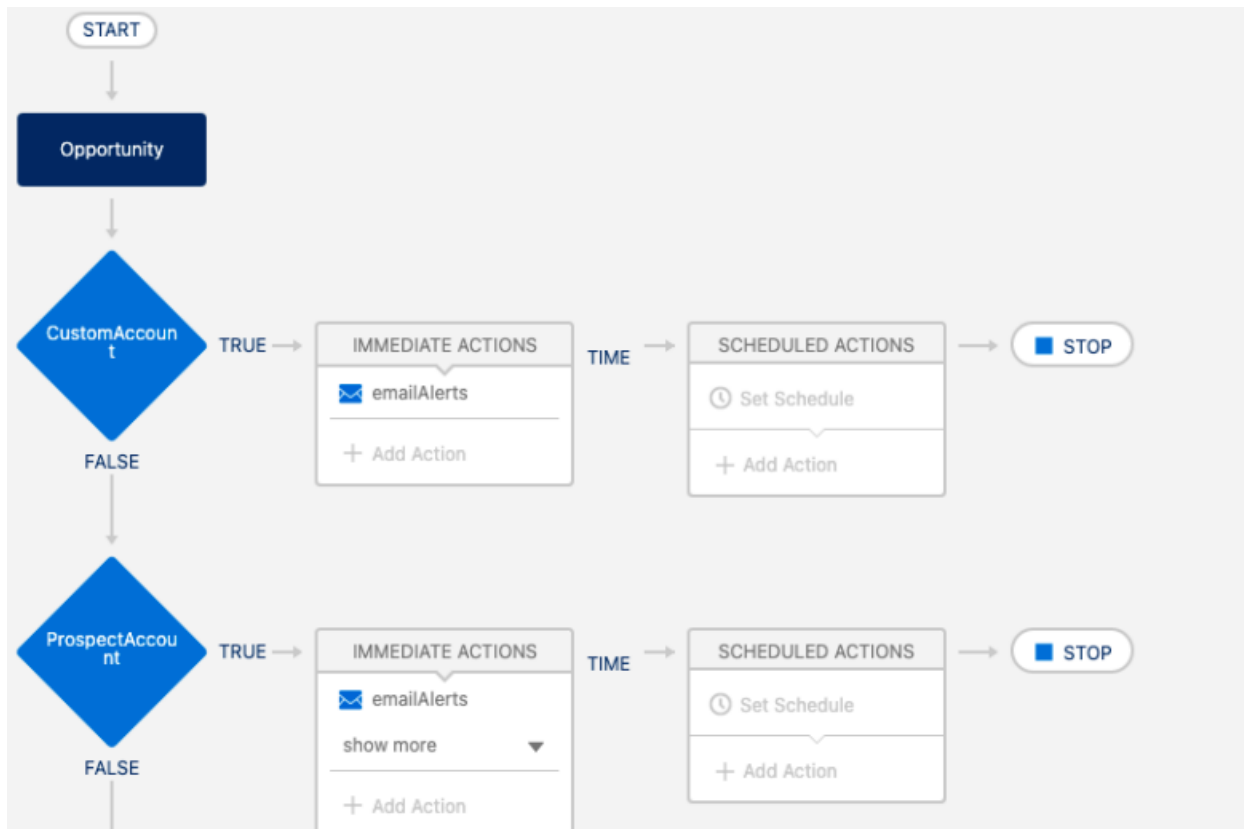 START
Opportunity
CustomAccoun
t
TRUE
IMMEDIATE ACTIONS
emailAlerts
+ Add Action
TIME
SCHEDULED ACTIONS
Set Schedule
+ Add Action
STOP
FALSE
ProspectAccou
nt
TRUE
IMMEDIATE ACTIONS
emailAlerts
show more
+ Add Action
TIME
SCHEDULED ACTIONS
Set Schedule
+ Add Action
STOP
FALSE